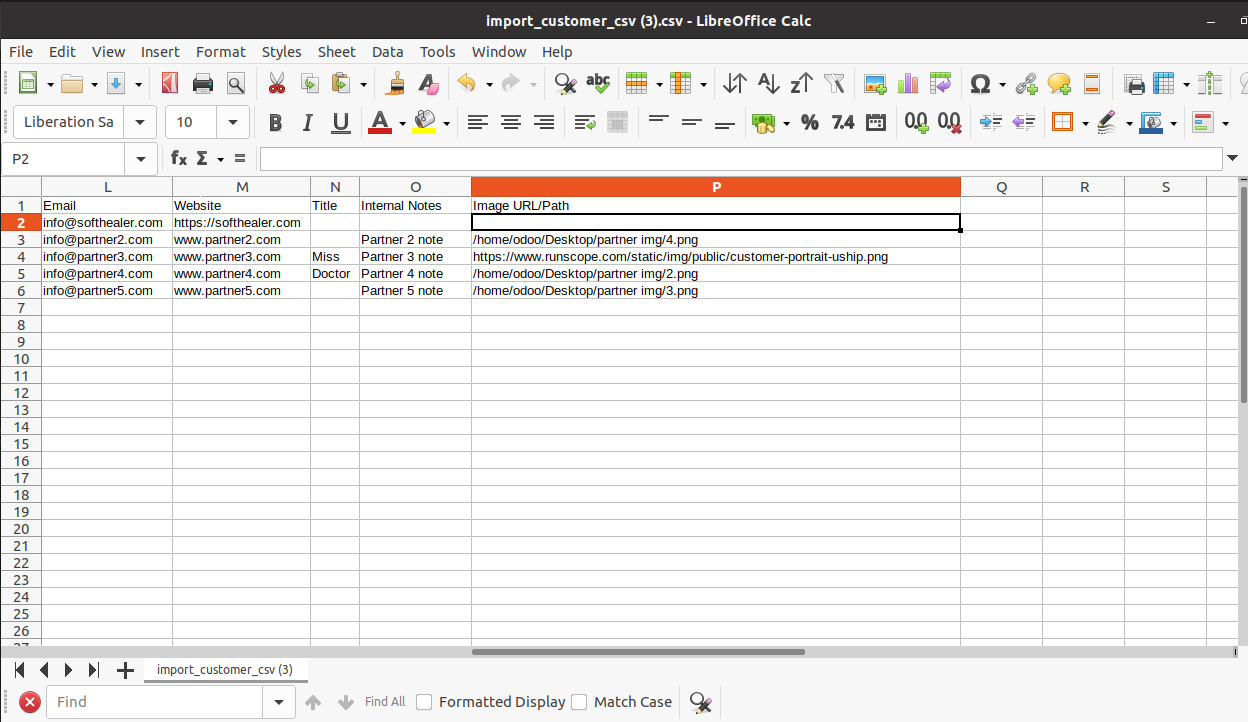 import_customer_csv (3).csv - LibreOffice Calc
File Edit View Insert Format Styles Sheet Data Tools Window Help
Liberation Sa 10 B I U A % 7.4 0.0 0.0
P2 fx Σ =
L M N O P Q R S
1 Email Website Title Internal Notes Image URL/Path
2 info@softhealer.com https://softhealer.com
3 info@partner2.com www.partner2.com Partner 2 note /home/odoo/Desktop/partner img/4.png
4 info@partner3.com www.partner3.com Miss Partner 3 note https://www.runscope.com/static/img/public/customer-portrait-uship.png
5 info@partner4.com www.partner4.com Doctor Partner 4 note /home/odoo/Desktop/partner img/2.png
6 info@partner5.com www.partner5.com Partner 5 note /home/odoo/Desktop/partner img/3.png
7
8
9
10
11
12
13
14
15
16
17
18
19
20
21
22
23
24
25
26
27
import_customer_csv (3)
Find Find All Formatted Display Match Case